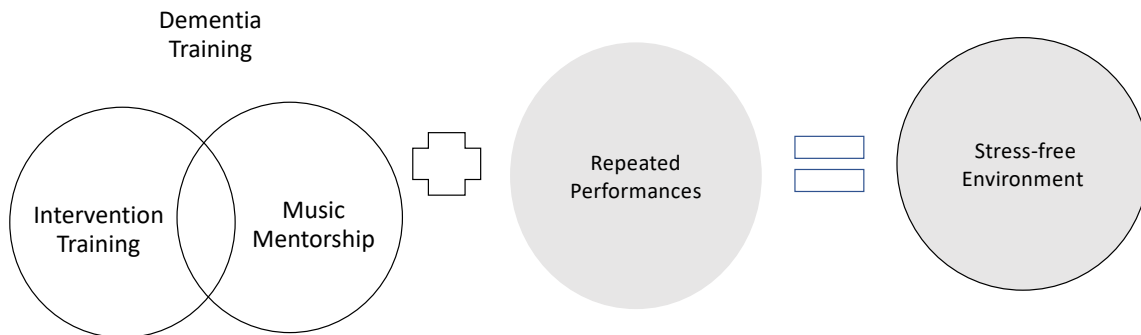 Dementia
Training
Intervention
Training
Music
Mentorship
Repeated
Performances
Stress-free
Environment